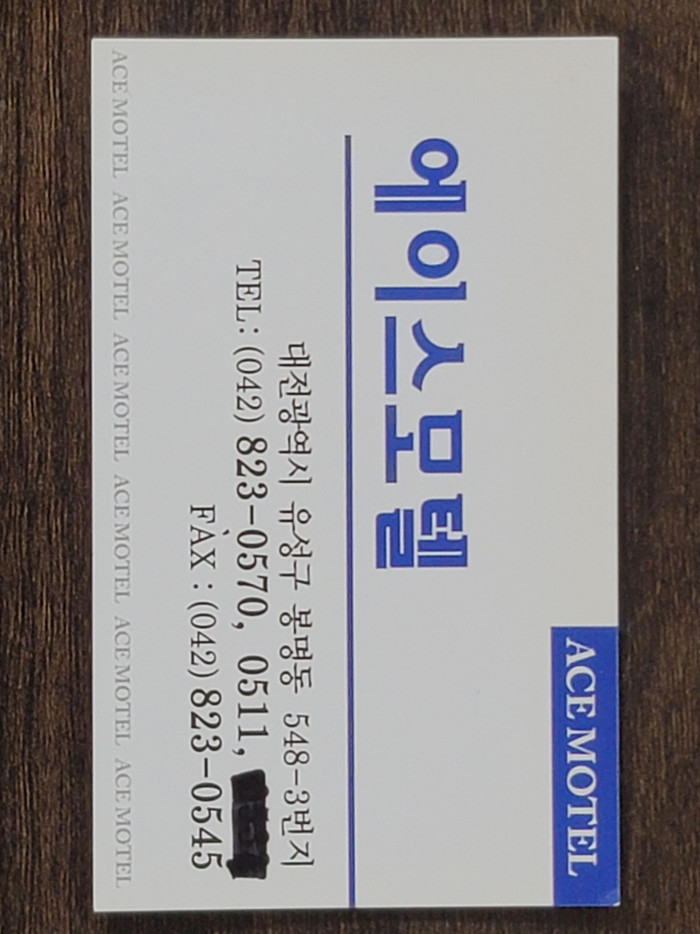 ACE MOTEL
에이스모텔
대전광역시 유성구 봉명동 548-3번지
TEL: (042) 823-0570, 0511,
FAX : (042) 823-0545
ACE MOTEL ACE MOTEL ACE MOTEL ACE MOTEL ACE MOTEL ACE MOTEL